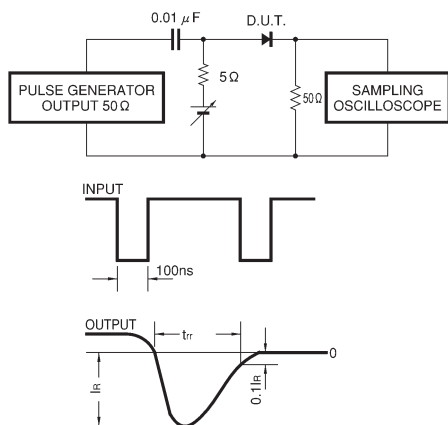 0.01 μF
D.U.T.
5Ω
PULSE GENERATOR
OUTPUT 50Ω
50Ω
SAMPLING
OSCILLOSCOPE
INPUT
100ns
OUTPUT
trr
0
IR
0.1IR